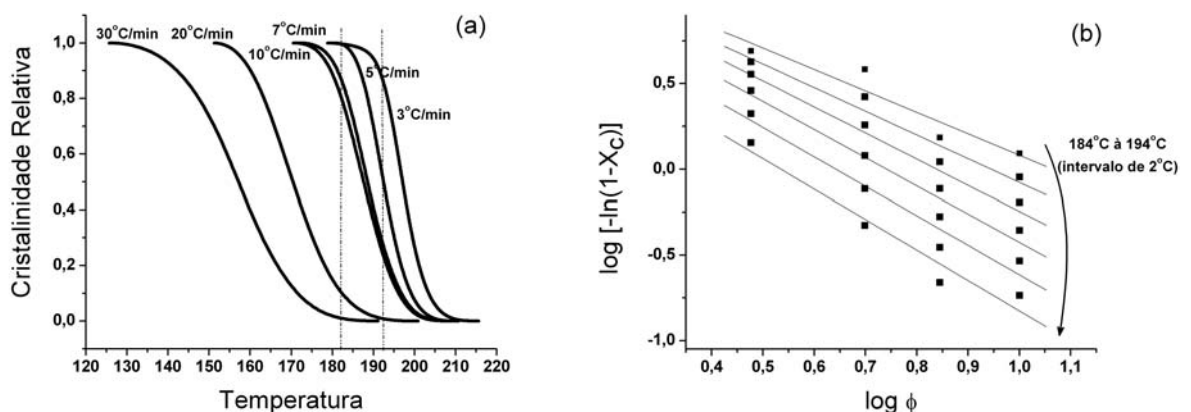 (a)
30°C/min
20°C/min
7°C/min
10°C/min
5°C/min
3°C/min
Cristalinidade Relativa
1,0
0,8
0,6
0,4
0,2
0,0
120 130 140 150 160 170 180 190 200 210 220
Temperatura
(b)
log [-ln(1-X_C)]
0,5
0,0
-0,5
-1,0
184°C à 194°C
(intervalo de 2°C)
0,4 0,5 0,6 0,7 0,8 0,9 1,0 1,1
log ϕ